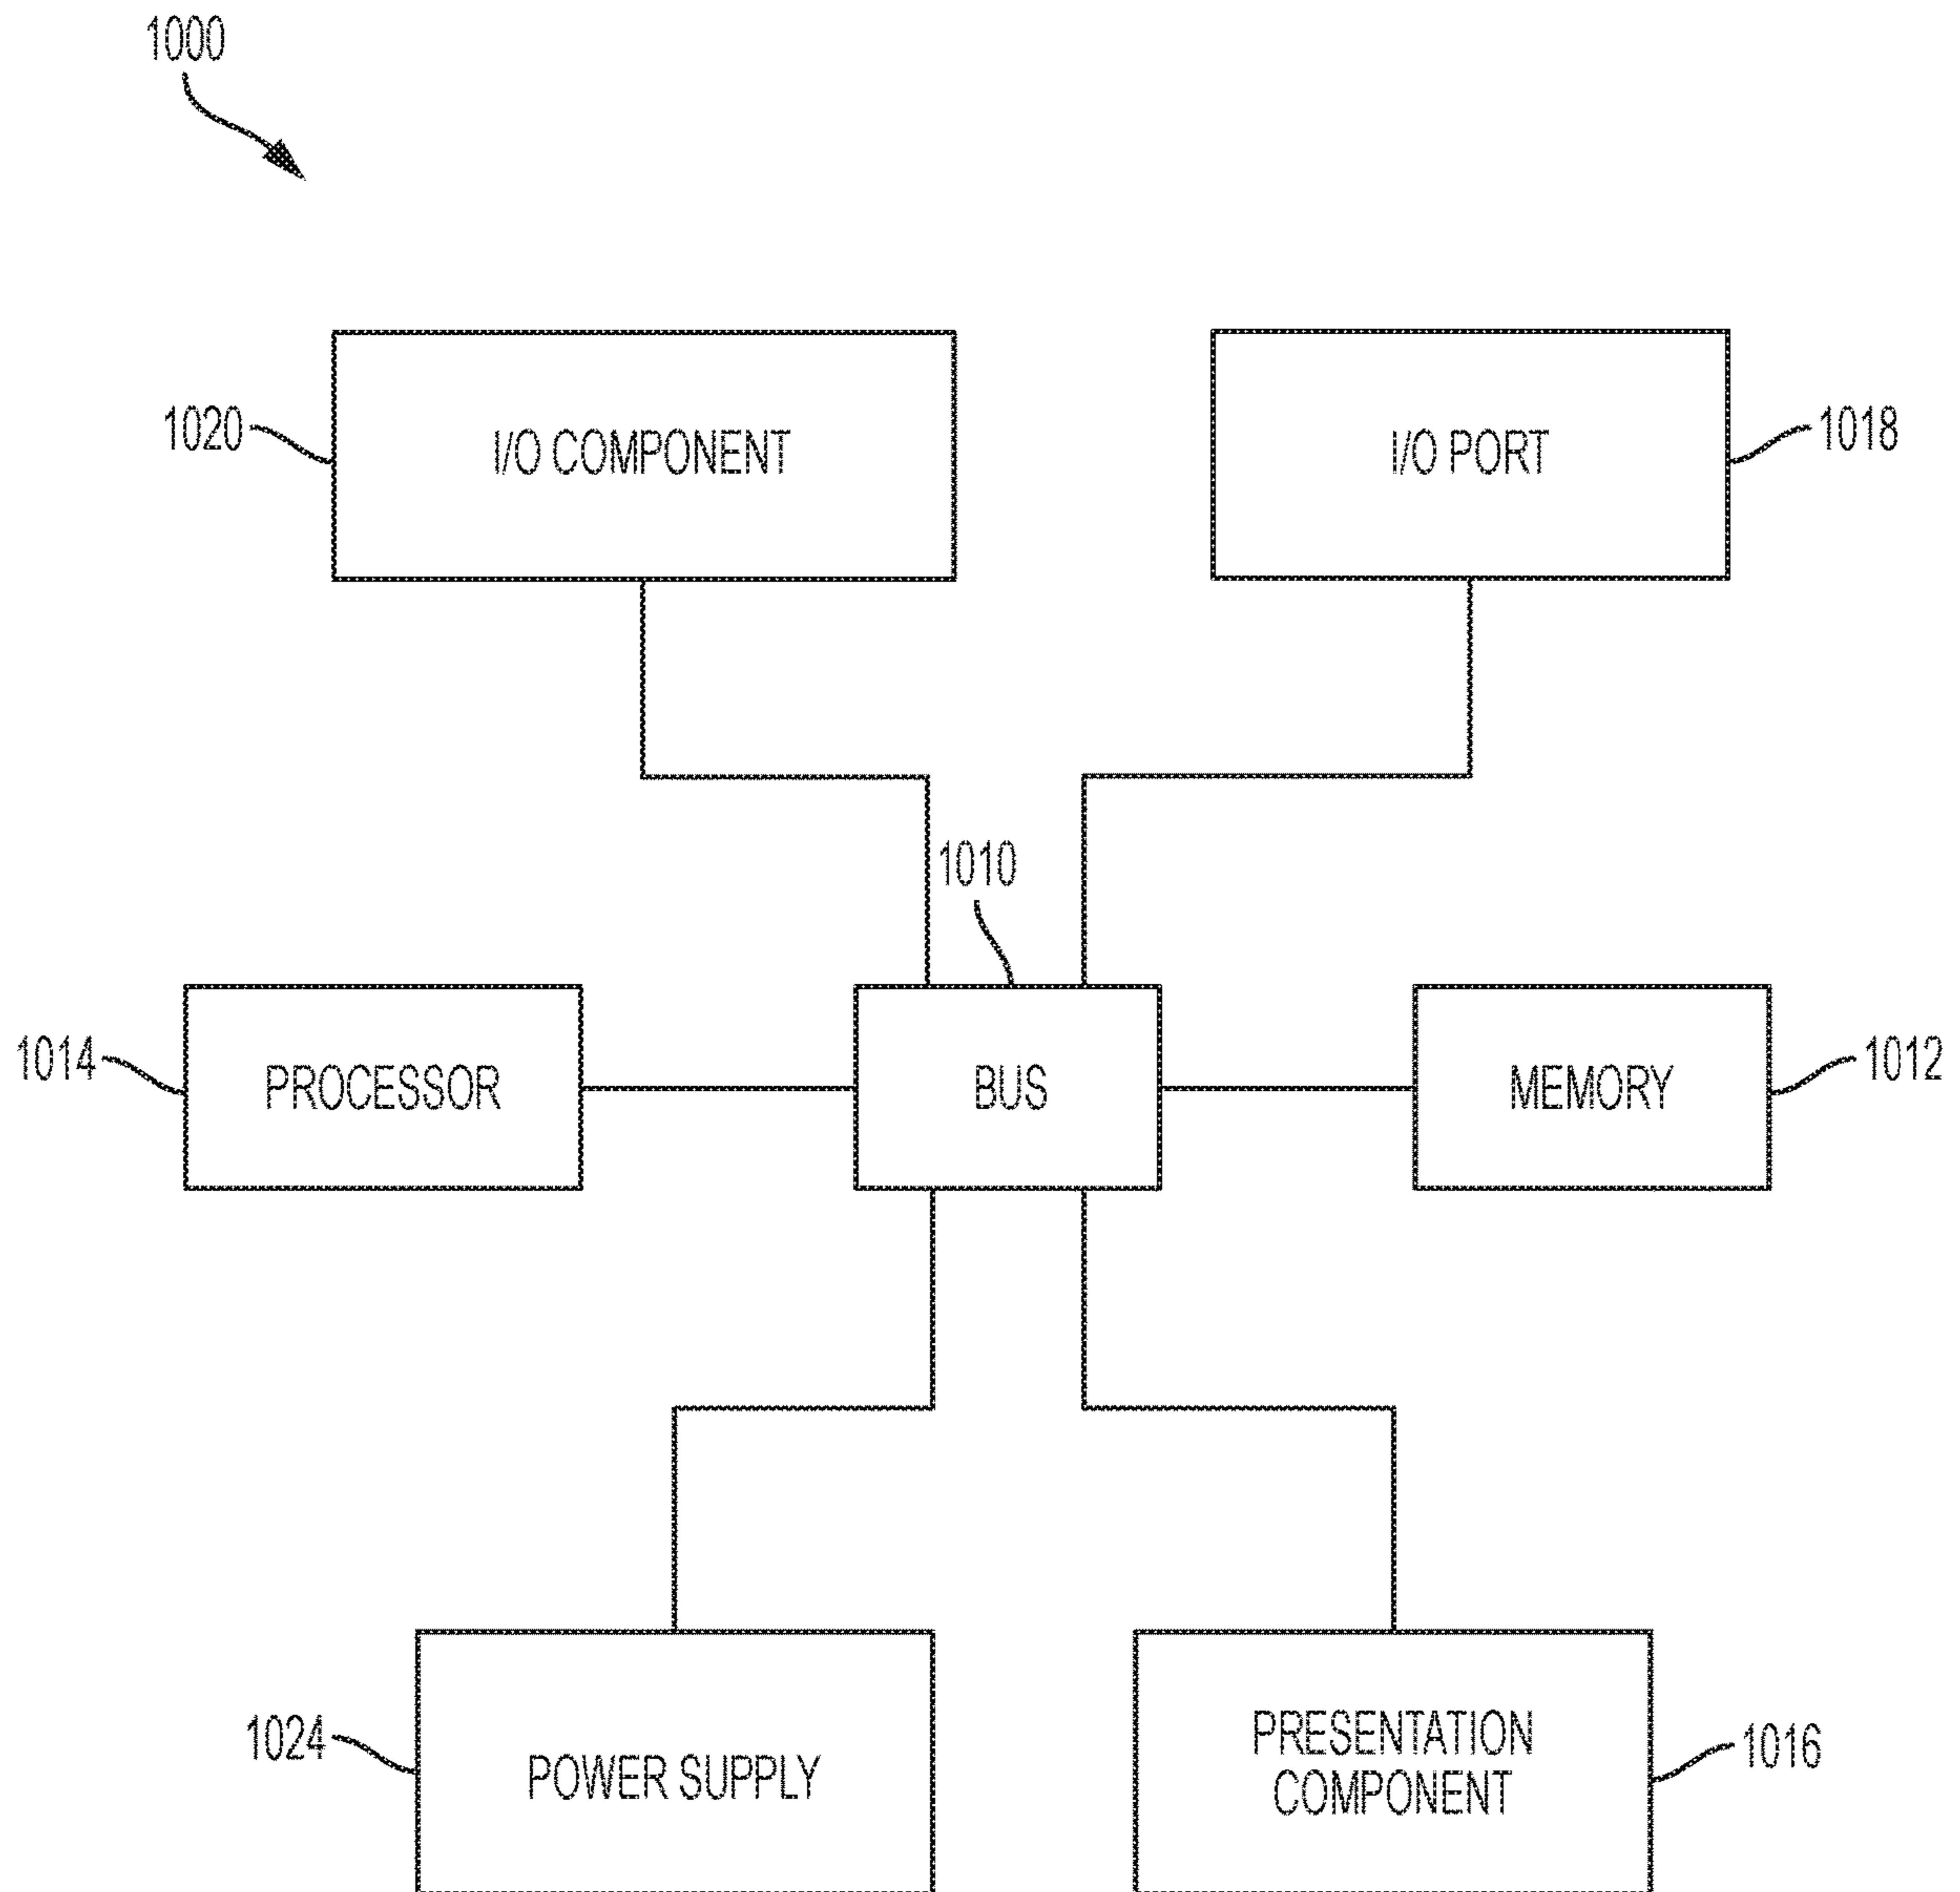 1000
1020
I/O COMPONENT
I/O PORT
1018
1010
1014
PROCESSOR
BUS
MEMORY
1012
1024
POWER SUPPLY
PRESENTATION
COMPONENT
1016